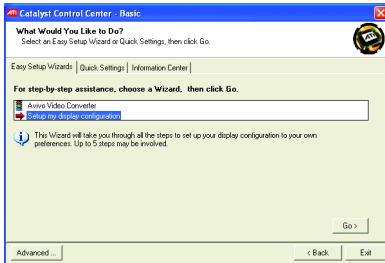 ATI Catalyst Control Center - Basic
What Would You Like to Do?
Select an Easy Setup Wizard or Quick Settings, then click Go.
ATI
Easy Setup Wizards Quick Settings Information Center
For step-by-step assistance, choose a Wizard, then click Go.
Avivo Video Converter
Setup my display configuration
This Wizard will take you through all the steps to set up your display configuration to your own
preferences. Up to 5 steps may be involved.
Go >
Advanced ... < Back Exit